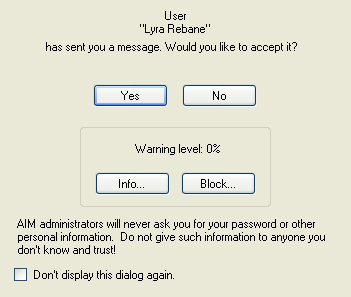 User
"Lyra Rebane"
has sent you a message. Would you like to accept it?
Yes No
Warning level: 0%
Info... Block...
AIM administrators will never ask you for your password or other
personal information.  Do not give such information to anyone you
don't know and trust!
Don't display this dialog again.